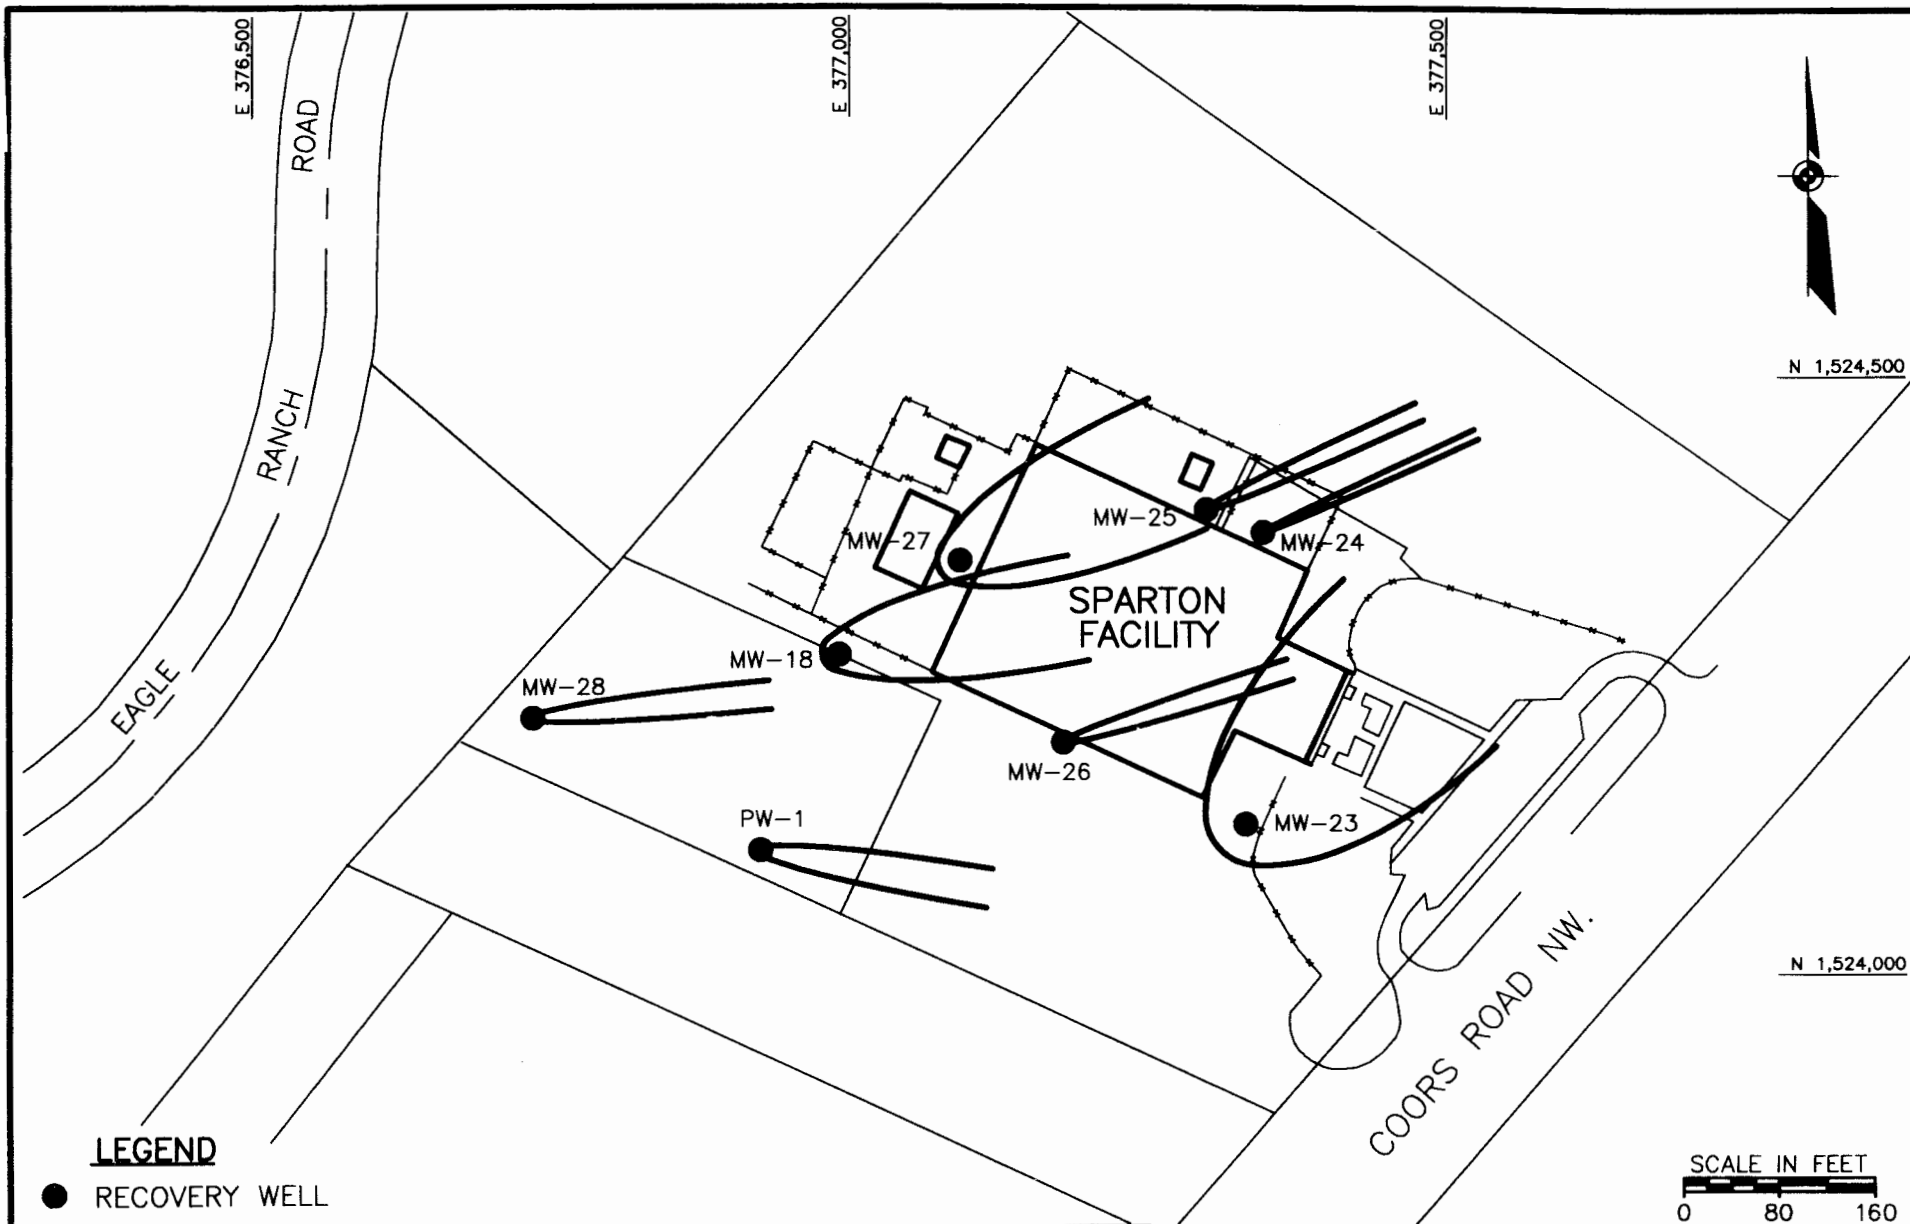 E 376,500
E 377,000
E 377,500
ROAD
RANCH
EAGLE
N 1,524,500
MW-25
MW-24
MW-27
SPARTON
FACILITY
MW-18
MW-28
MW-26
PW-1
MW-23
N 1,524,000
COORS ROAD NW.
LEGEND
RECOVERY WELL
SCALE IN FEET
0 80 160